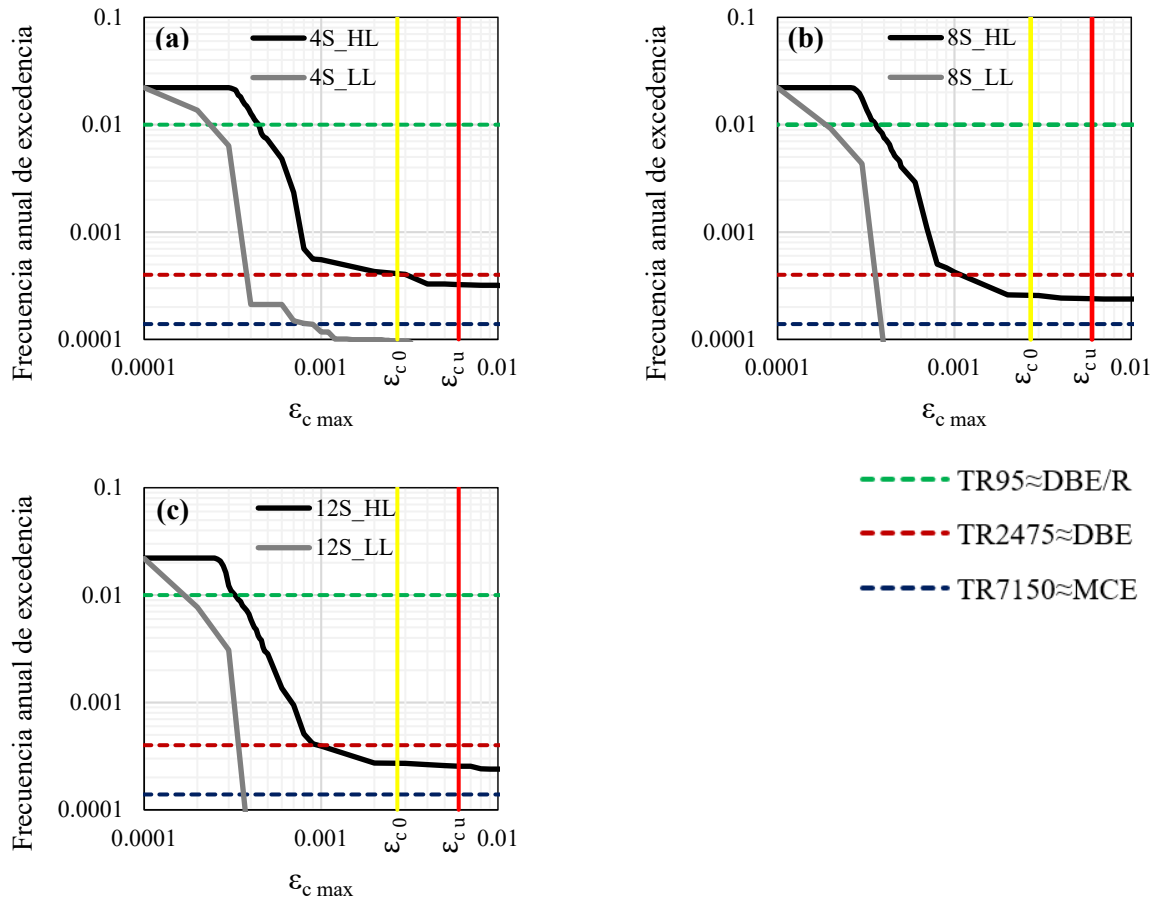 (a)
4S_HL
4S_LL
Frecuencia anual de excedencia
0.1
0.01
0.001
0.0001
0.0001
0.001
εc 0
εc u
0.01
εc max
(b)
8S_HL
8S_LL
Frecuencia anual de excedencia
0.1
0.01
0.001
0.0001
0.0001
0.001
εc 0
εc u
0.01
εc max
(c)
12S_HL
12S_LL
Frecuencia anual de excedencia
0.1
0.01
0.001
0.0001
0.0001
0.001
εc 0
εc u
0.01
εc max
TR95≈DBE/R
TR2475≈DBE
TR7150≈MCE